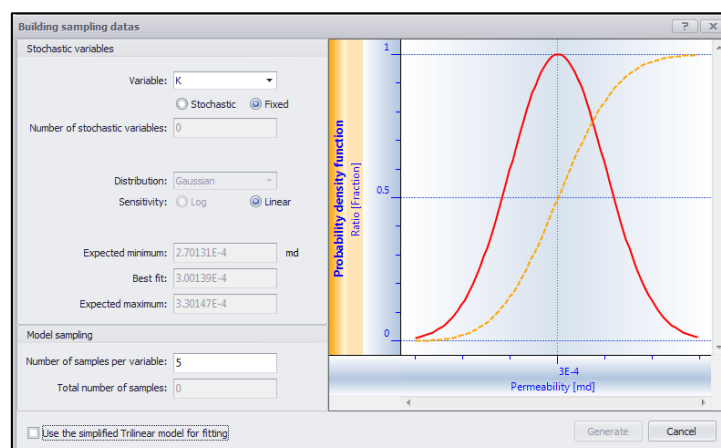 Building sampling datas
Stochastic variables
Variable: K
Stochastic Fixed
Number of stochastic variables: 0
Distribution: Gaussian
Sensitivity: Log Linear
Expected minimum: 2.70131E-4 md
Best fit: 3.00139E-4
Expected maximum: 3.30147E-4
Model sampling
Number of samples per variable: 5
Total number of samples: 0
Use the simplified Trilinear model for fitting
Probability density function
Ratio [Fraction]
1
0.5
0
3E-4
Permeability [md]
Generate Cancel